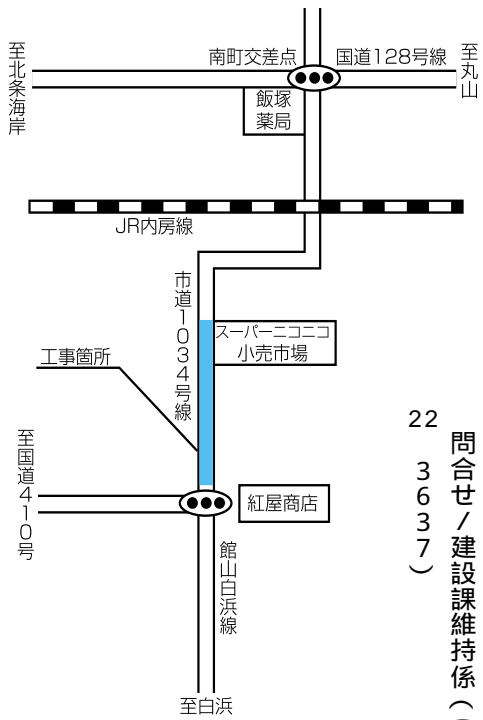 至北条海岸
南町交差点
国道128号線
至丸山
飯塚
薬局
JR内房線
市道1034号線
スーパーニコニコ
小売市場
工事箇所
至国道410号
紅屋商店
館山白浜線
至白浜
問合せ/建設課維持係(
22
3637)